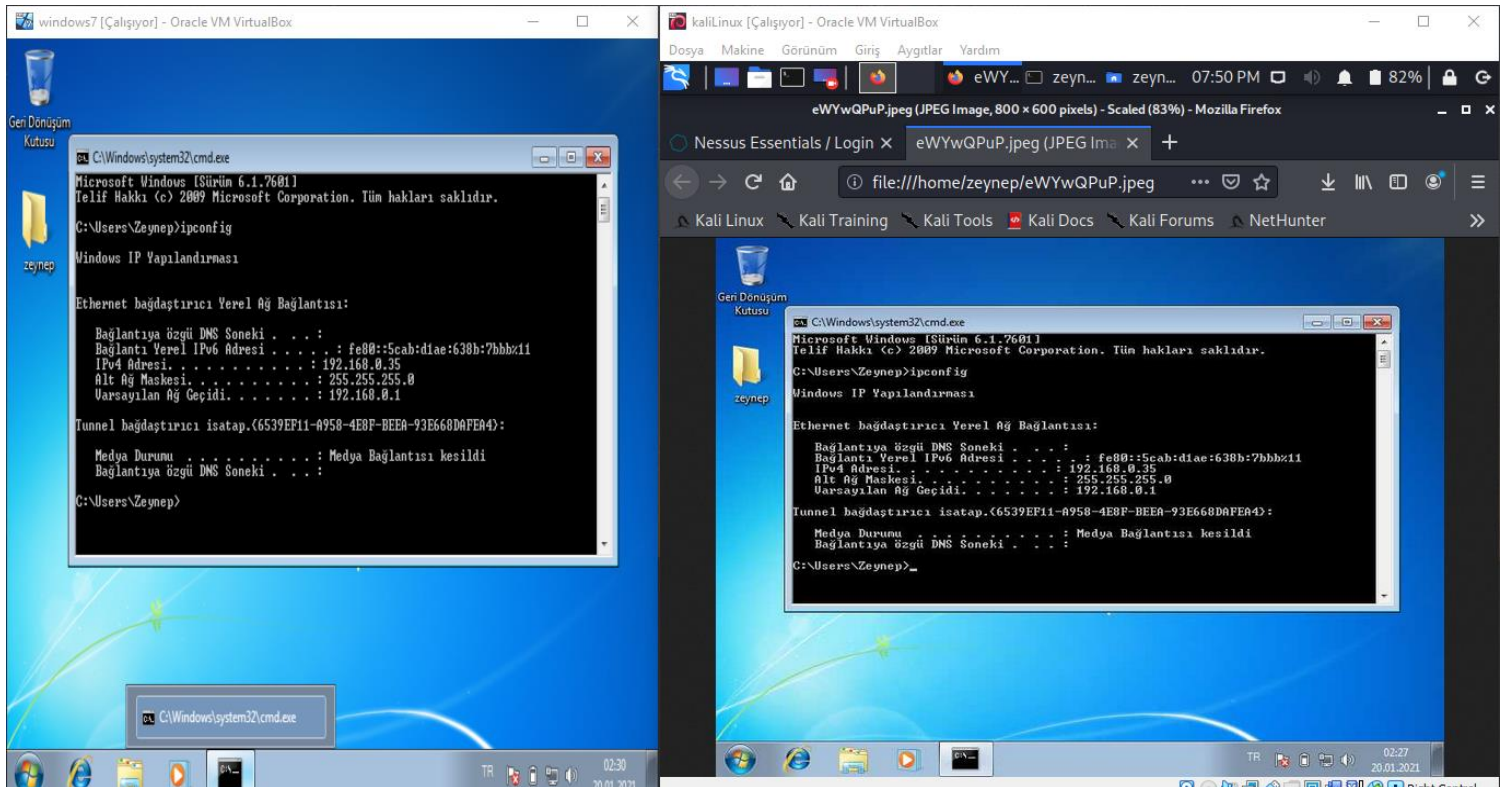 windows7 [Çalışıyor] - Oracle VM VirtualBox
Geri Dönüşüm
Kutusu
zeynep
C:\Windows\system32\cmd.exe
Microsoft Windows [Sürüm 6.1.7601]
Telif Hakkı (c) 2009 Microsoft Corporation. Tüm hakları saklıdır.
C:\Users\Zeynep>ipconfig
Windows IP Yapılandırması
Ethernet bağdaştırıcı Yerel Ağ Bağlantısı:
Bağlantıya özgü DNS Soneki . . . :
Bağlantı Yerel IPv6 Adresi . . . . . : fe80::5cab:d1ae:638b:7bbb%11
IPv4 Adresi. . . . . . . . . . . : 192.168.0.35
Alt Ağ Maskesi. . . . . . . . . . : 255.255.255.0
Varsayılan Ağ Geçidi. . . . . . . : 192.168.0.1
Tunnel bağdaştırıcı isatap.{6539EF11-A958-4E8F-BEEA-93E668DAFEA4}:
Medya Durumu . . . . . . . . . . : Medya Bağlantısı kesildi
Bağlantıya özgü DNS Soneki . . . :
C:\Users\Zeynep>
C:\Windows\system32\cmd.exe
TR
02:30
20.01.2021
kaliLinux [Çalışıyor] - Oracle VM VirtualBox
Dosya Makine Görünüm Giriş Aygıtlar Yardım
eWY... zeyn... zeyn... 07:50 PM 82%
eWYwQPuP.jpeg (JPEG Image, 800 × 600 pixels) - Scaled (83%) - Mozilla Firefox
Nessus Essentials / Login eWYwQPuP.jpeg (JPEG Ima
file:///home/zeynep/eWYwQPuP.jpeg
Kali Linux Kali Training Kali Tools Kali Docs Kali Forums NetHunter
Geri Dönüşüm
Kutusu
zeynep
C:\Windows\system32\cmd.exe
Microsoft Windows [Sürüm 6.1.7601]
Telif Hakkı (c) 2009 Microsoft Corporation. Tüm hakları saklıdır.
C:\Users\Zeynep>ipconfig
Windows IP Yapılandırması
Ethernet bağdaştırıcı Yerel Ağ Bağlantısı:
Bağlantıya özgü DNS Soneki . . . :
Bağlantı Yerel IPv6 Adresi . . . . . : fe80::5cab:d1ae:638b:7bbb%11
IPv4 Adresi. . . . . . . . . . . : 192.168.0.35
Alt Ağ Maskesi. . . . . . . . . . : 255.255.255.0
Varsayılan Ağ Geçidi. . . . . . . : 192.168.0.1
Tunnel bağdaştırıcı isatap.{6539EF11-A958-4E8F-BEEA-93E668DAFEA4}:
Medya Durumu . . . . . . . . . . : Medya Bağlantısı kesildi
Bağlantıya özgü DNS Soneki . . . :
C:\Users\Zeynep>_
TR
02:27
20.01.2021
Right Control